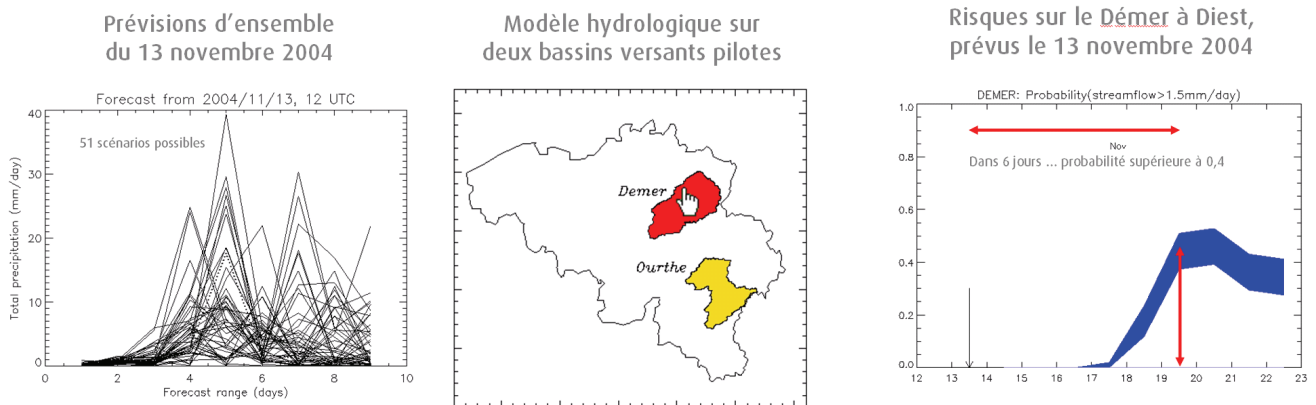 Prévisions d'ensemble
du 13 novembre 2004
Forecast from 2004/11/13, 12 UTC
51 scénarios possibles
Total precipitation (mm/day)
40
30
20
10
0
0 2 4 6 8 10
Forecast range (days)
Modèle hydrologique sur
deux bassins versants pilotes
Demer
Ourthe
Risques sur le Démer à Diest,
prévus le 13 novembre 2004
DEMER: Probability(streamflow>1.5mm/day)
1.0
Nov
0.8
Dans 6 jours ... probabilité supérieure à 0,4
0.6
0.4
0.2
0.0
12 13 14 15 16 17 18 19 20 21 22 23